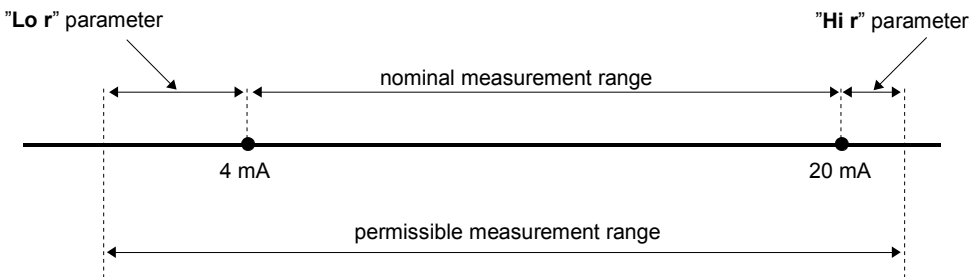 "Lo r" parameter
"Hi r" parameter
nominal measurement range
4 mA
20 mA
permissible measurement range